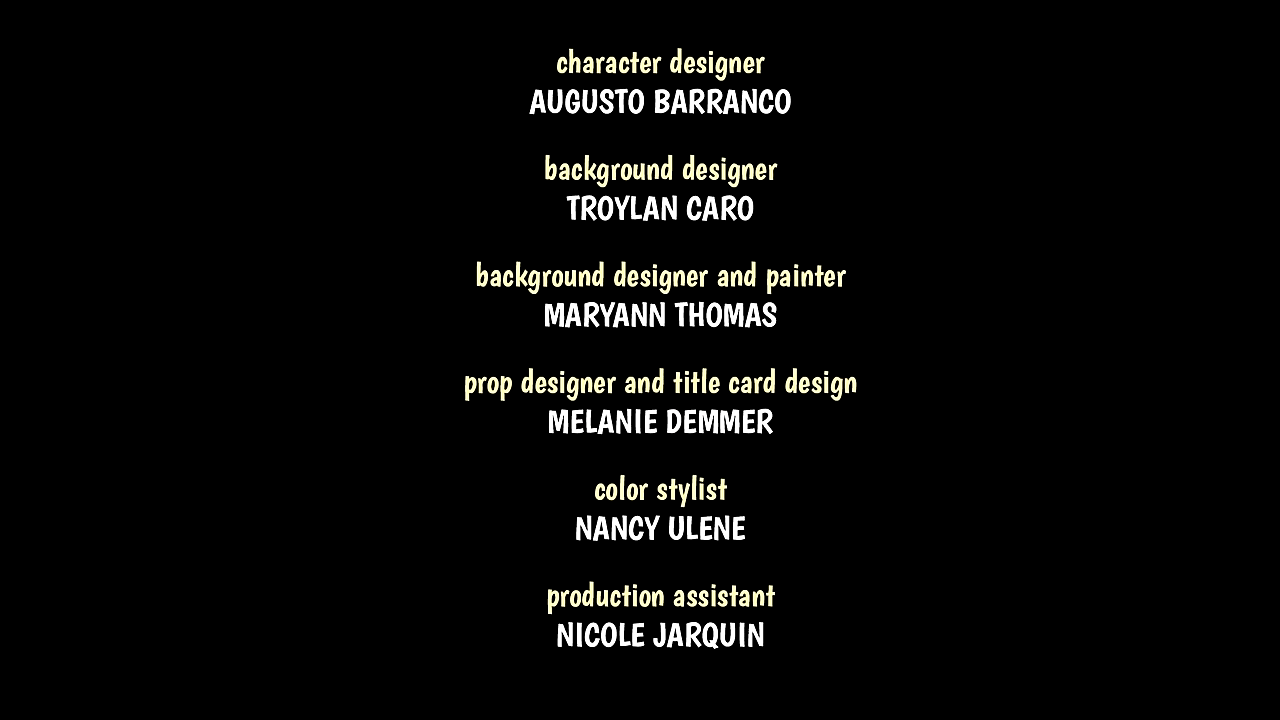 character designer
AUGUSTO BARRANCO
background designer
TROYLAN CARO
background designer and painter
MARYANN THOMAS
prop designer and title card design
MELANIE DEMMER
color stylist
NANCY ULENE
production assistant
NICOLE JARQUIN